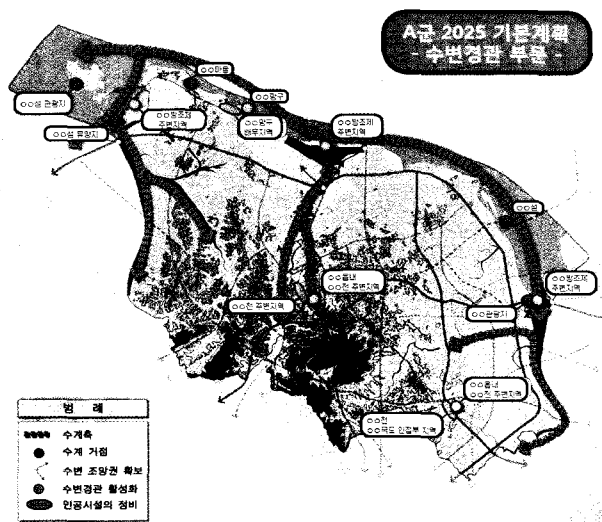 A군 2025 기본계획
- 수변경관 부문 -
○○마을
○○항구
○○섬 관광지
○○방조제
주변지역
○○항구
배후지역
○○방조제
주변지역
○○섬 휴양지
○○섬
○○읍내
○○천 주변지역
○○방조제
주변지역
○○천 주변지역
○○관광지
○○읍내
○○천 주변지역
○○천
○○국도 인접부 지역
범 례
수계축
수계 거점
수변 조망권 확보
수변경관 활성화
인공시설의 정비